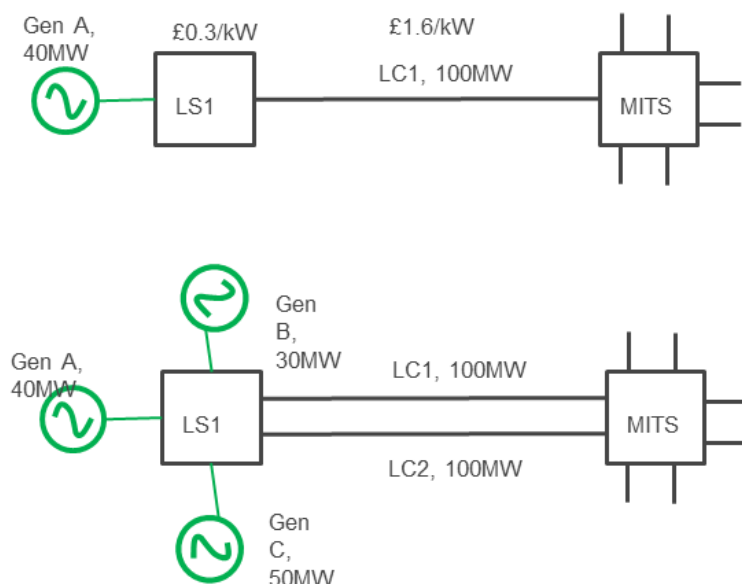 Gen A,
40MW
£0.3/kW
£1.6/kW
LC1, 100MW
LS1
MITS
Gen
B,
30MW
Gen A,
40MW
LC1, 100MW
LS1
MITS
LC2, 100MW
Gen
C,
50MW